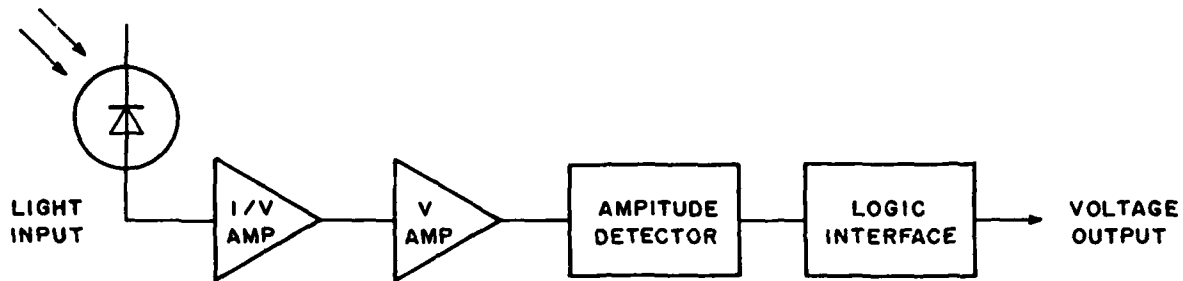 LIGHT
INPUT
I/V
AMP
V
AMP
AMPITUDE
DETECTOR
LOGIC
INTERFACE
VOLTAGE
OUTPUT